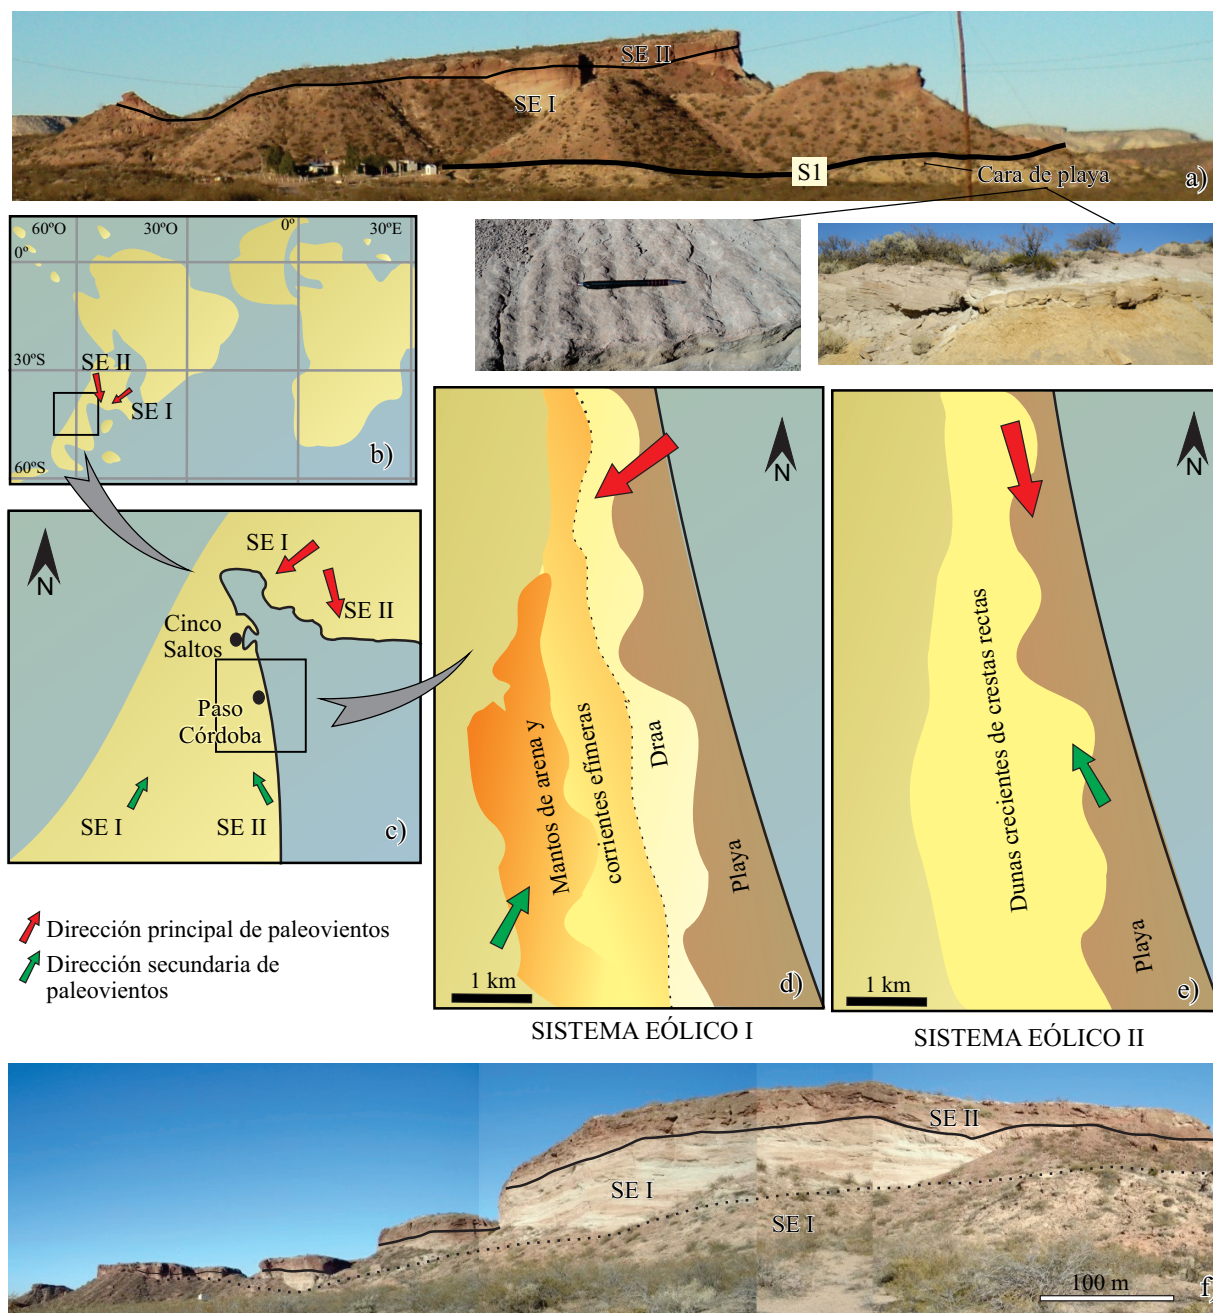 SE II
SE I
S1
Cara de playa
a)
60ºO
30ºO
0º
30ºE
0º
30ºS
SE II
SE I
60ºS
b)
N
SE I
SE II
Cinco
Saltos
Paso
Córdoba
SE I
SE II
c)
Dirección principal de paleovientos
Dirección secundaria de
paleovientos
N
Mantos de arena y
corrientes efímeras
Draa
Playa
1 km
d)
SISTEMA EÓLICO I
N
Dunas crecientes de crestas rectas
Playa
1 km
e)
SISTEMA EÓLICO II
SE II
SE I
SE I
100 m
f)